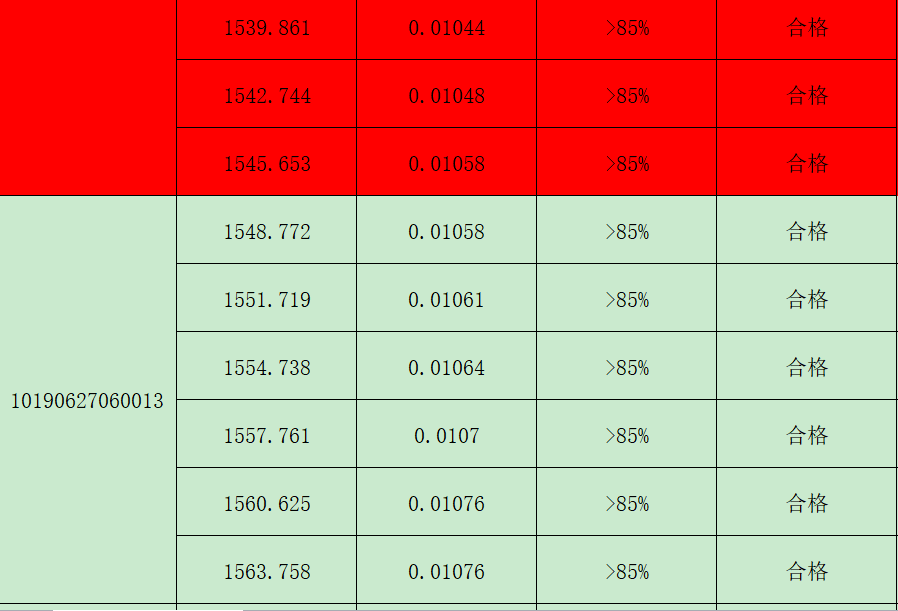 1539.861 0.01044 >85% 合格
1542.744 0.01048 >85% 合格
1545.653 0.01058 >85% 合格
1548.772 0.01058 >85% 合格
1551.719 0.01061 >85% 合格
1554.738 0.01064 >85% 合格
10190627060013
1557.761 0.0107 >85% 合格
1560.625 0.01076 >85% 合格
1563.758 0.01076 >85% 合格